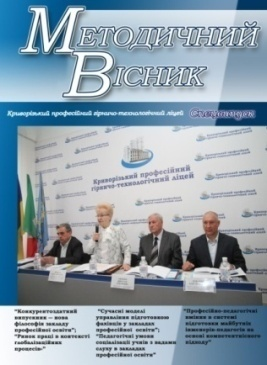 Методичний
Вісник
Криворізький професійний гірничо-технологічний ліцей
Спецвипуск
Криворізький професійний
гірничо-технологічний ліцей
"Конкурентоздатний
випускник – нова
філософія закладу
професійної освіти";
"Ринок праці в контексті
глобалізаційних
процесів"
"Сучасні моделі
управління підготовкою
фахівців у закладах
професійної освіти";
"Педагогічні умови
соціалізації учнів з вадами
слуху в закладах
професійної освіти"
"Професійно-педагогічні
вміння в системі
підготовки майбутніх
інженерів-педагогів на
основі компетентнісного
підходу"